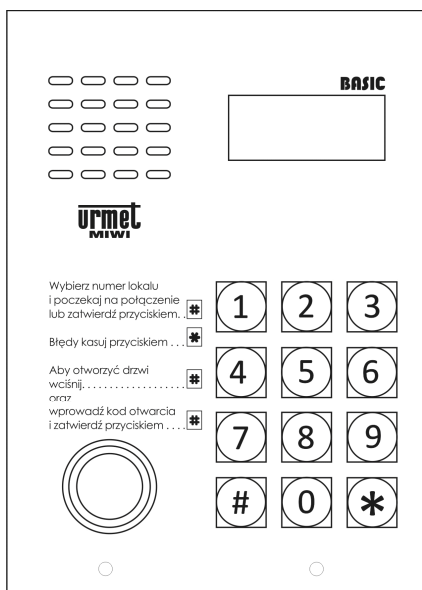 BASIC
urmet
MIWI
Wybierz numer lokalu
i poczekaj na połączenie
lub zatwierdź przyciskiem. . #
Błędy kasuj przyciskiem . . . *
Aby otworzyć drzwi
wciśnij. . . . . . . . . . . . . . . . . . #
oraz
wprowadź kod otwarcia
i zatwierdź przyciskiem . . . . #
1 2 3
4 5 6
7 8 9
# 0 *